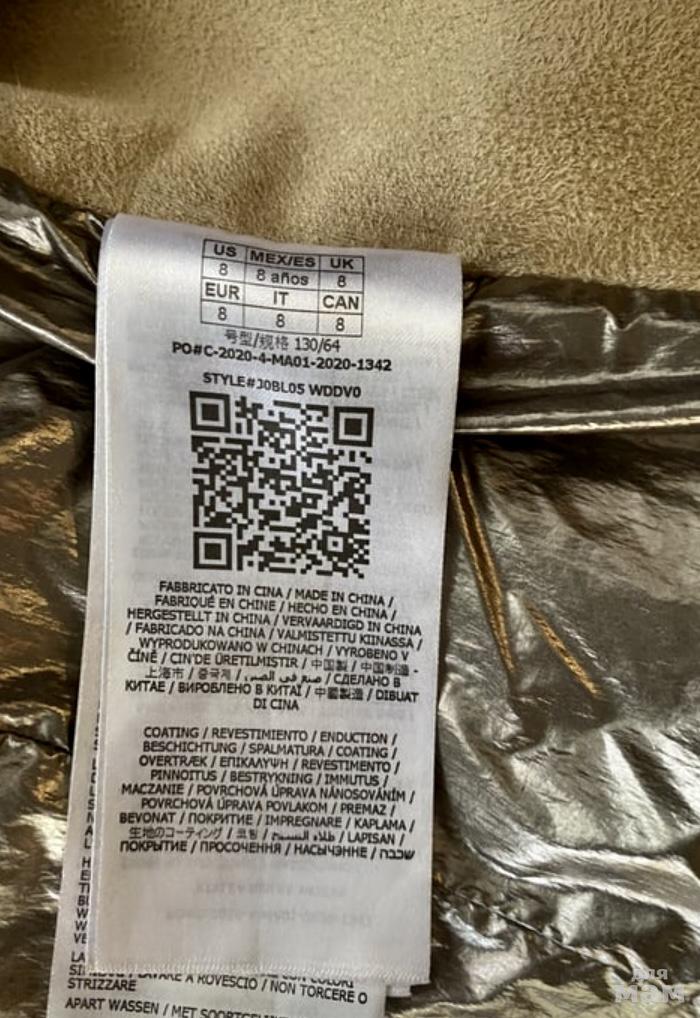 US MEX/ES UK
8 8 años 8
EUR IT CAN
8 8 8
号型/规格 130/64
PO#C-2020-4-MA01-2020-1342
STYLE#J0BL05 WDDV0
FABBRICATO IN CINA / MADE IN CHINA /
FABRIQUÉ EN CHINE / HECHO EN CHINA /
HERGESTELLT IN CHINA / VERVAARDIGD IN CHINA
/ FABRICADO NA CHINA / VALMISTETTU KIINASSA /
WYPRODUKOWANO W CHINACH / VYROBENO V
ČÍNĚ / CIN'DE ÜRETILMISTIR / 中国製 / 中国制造 -
上海市 / 중국제 / صنع في الصين / СДЕЛАНО В
КИТАЕ / ВИРОБЛЕНО В КИТАЇ / 中國製造 / DIBUAT
DI CINA
COATING / REVESTIMIENTO / ENDUCTION /
BESCHICHTUNG / SPALMATURA / COATING /
OVERTRÆK / ΕΠΙΚΑΛΥΨΗ / REVESTIMENTO /
PINNOITUS / BESTRYKNING / IMMUTUS /
MACZANIE / POVRCHOVÁ ÚPRAVA NÁNOSOVÁNÍM /
POVRCHOVÁ ÚPRAVA POVLAKOM / PREMAZ /
BEVONAT / ПОКРИТИЕ / IMPREGNARE / KAPLAMA /
生地のコーティング / 코팅 / طلاء النسيج / LAPISAN /
ПОКРЫТИЕ / ПРОСОЧЕННЯ / НАСЫЧЭННЕ / שכבה
LAVARE A ROVESCIO / NON TORCERE O
STRIZZARE
APART WASSEN / MET SOORTGELI
для
мам